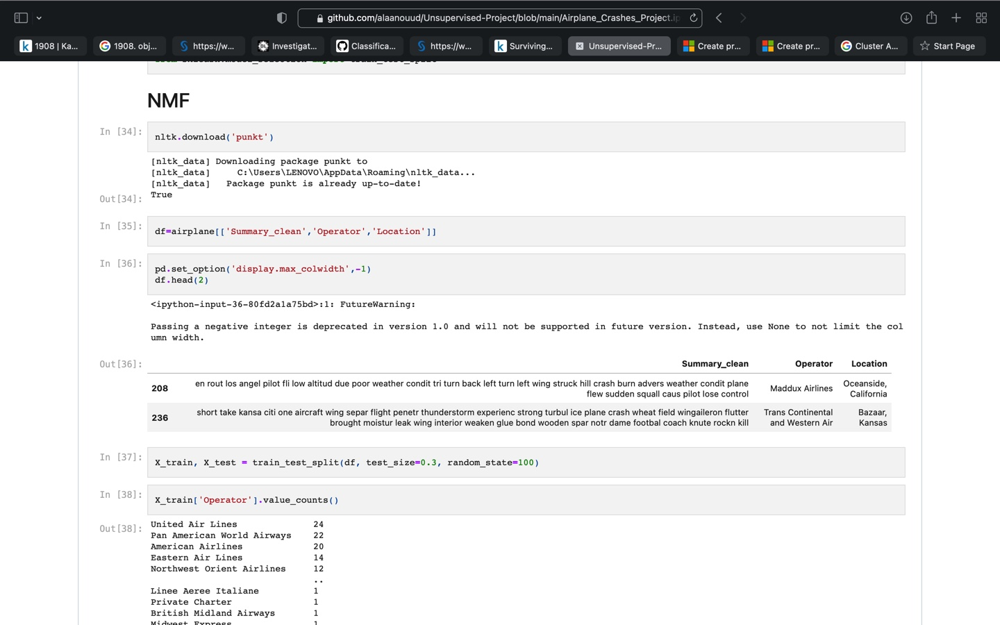 github.com/alaanouud/Unsupervised-Project/blob/main/Airplane_Crashes_Project.ip
1908 | Ka...
1908. obj...
https://w...
Investigat...
Classifica...
https://w...
Surviving...
Unsupervised-Pr...
Create pr...
Create pr...
Cluster A...
Start Page
NMF
In [34]:
nltk.download('punkt')
[nltk_data] Downloading package punkt to
[nltk_data]     C:\Users\LENOVO\AppData\Roaming\nltk_data...
[nltk_data]   Package punkt is already up-to-date!
Out[34]: True
In [35]:
df=airplane[['Summary_clean','Operator','Location']]
In [36]:
pd.set_option('display.max_colwidth',-1)
df.head(2)
<ipython-input-36-80fd2a1a75bd>:1: FutureWarning:
Passing a negative integer is deprecated in version 1.0 and will not be supported in future version. Instead, use None to not limit the col
umn width.
Out[36]:
Summary_clean Operator Location
208 en rout los angel pilot fli low altitud due poor weather condit tri turn back left turn left wing struck hill crash burn advers weather condit plane
flew sudden squall caus pilot lose control
Maddux Airlines
Oceanside,
California
236 short take kansa citi one aircraft wing separ flight penetr thunderstorm experienc strong turbul ice plane crash wheat field wingaileron flutter
brought moistur leak wing interior weaken glue bond wooden spar notr dame footbal coach knute rockn kill
Trans Continental
and Western Air
Bazaar,
Kansas
In [37]:
X_train, X_test = train_test_split(df, test_size=0.3, random_state=100)
In [38]:
X_train['Operator'].value_counts()
Out[38]:
United Air Lines 24
Pan American World Airways 22
American Airlines 20
Eastern Air Lines 14
Northwest Orient Airlines 12
..
Linee Aeree Italiane 1
Private Charter 1
British Midland Airways 1
Midwest Express 1